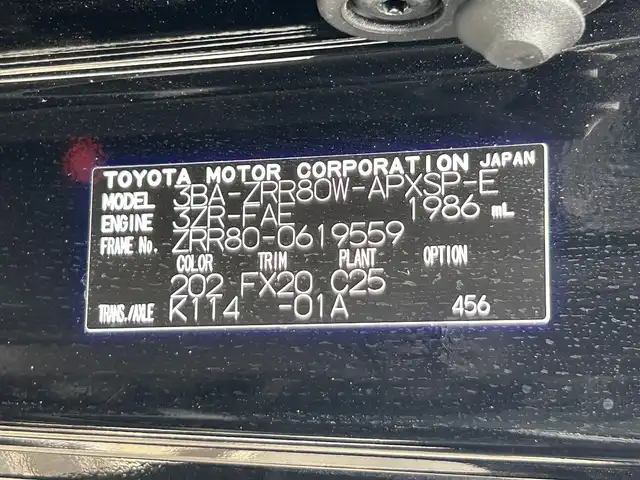 TOYOTA MOTOR CORPORATION JAPAN
MODEL 3BA-ZRR80W-APXSP-E
ENGINE 3ZR-FAE 1986 mL
FRAME No. ZRR80-0619559
COLOR TRIM PLANT OPTION
202 FX20 C25
TRANS./AXLE K114 -01A 456